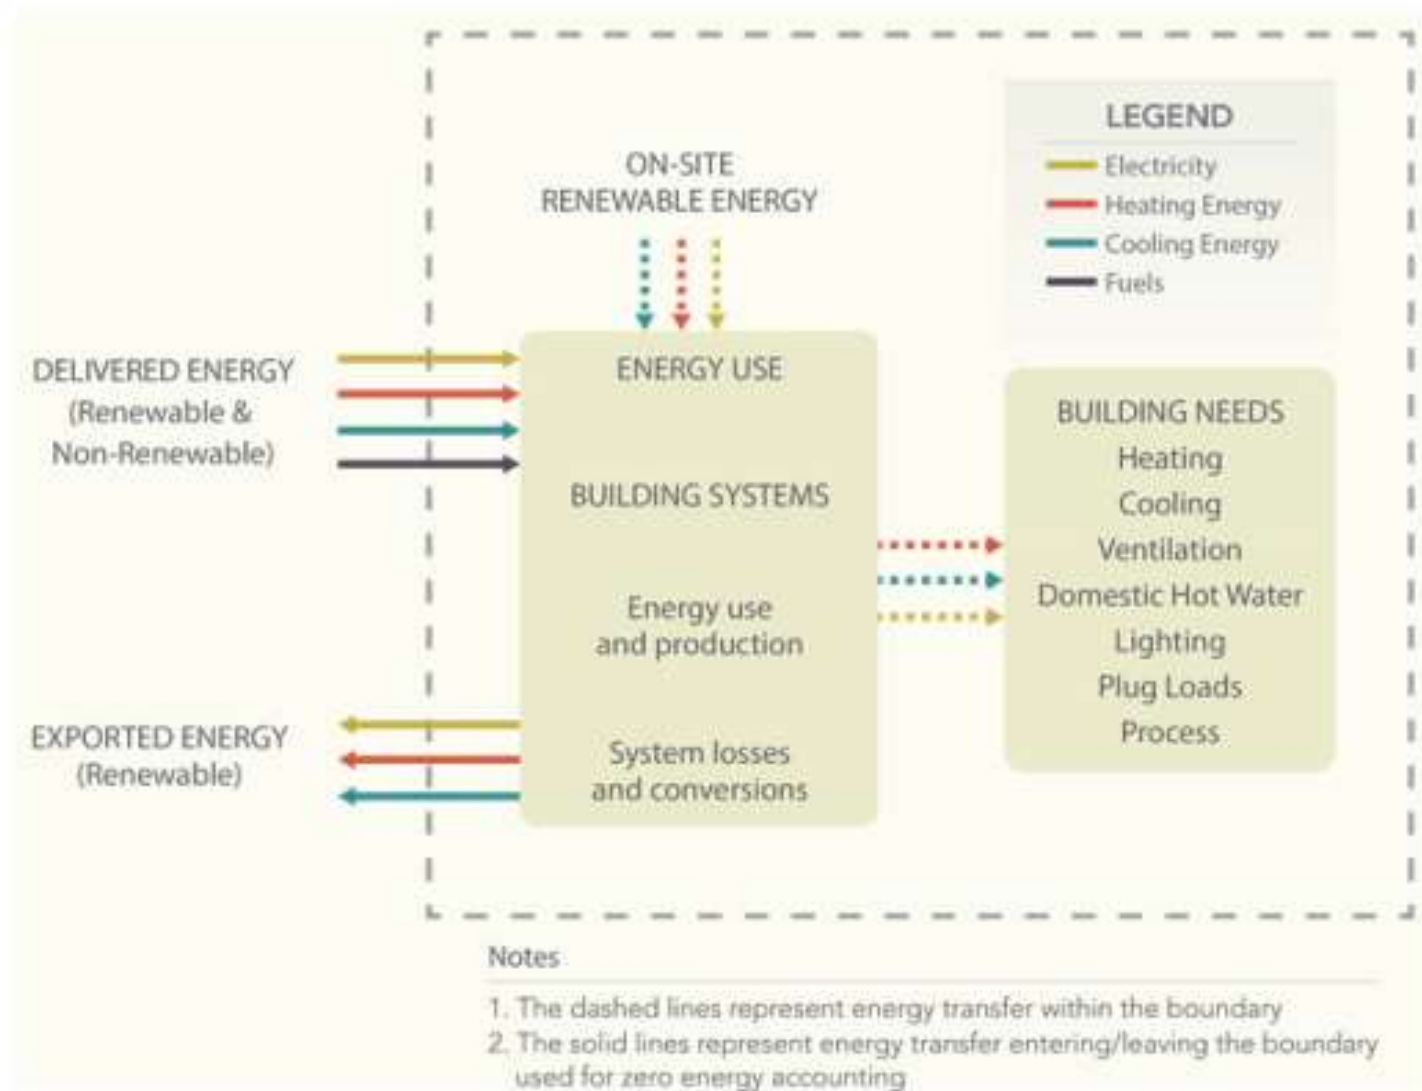 LEGEND
Electricity
Heating Energy
Cooling Energy
Fuels
ON-SITE
RENEWABLE ENERGY
DELIVERED ENERGY
(Renewable &
Non-Renewable)
ENERGY USE
BUILDING SYSTEMS
Energy use
and production
System losses
and conversions
EXPORTED ENERGY
(Renewable)
BUILDING NEEDS
Heating
Cooling
Ventilation
Domestic Hot Water
Lighting
Plug Loads
Process
Notes
1. The dashed lines represent energy transfer within the boundary
2. The solid lines represent energy transfer entering/leaving the boundary
used for zero energy accounting